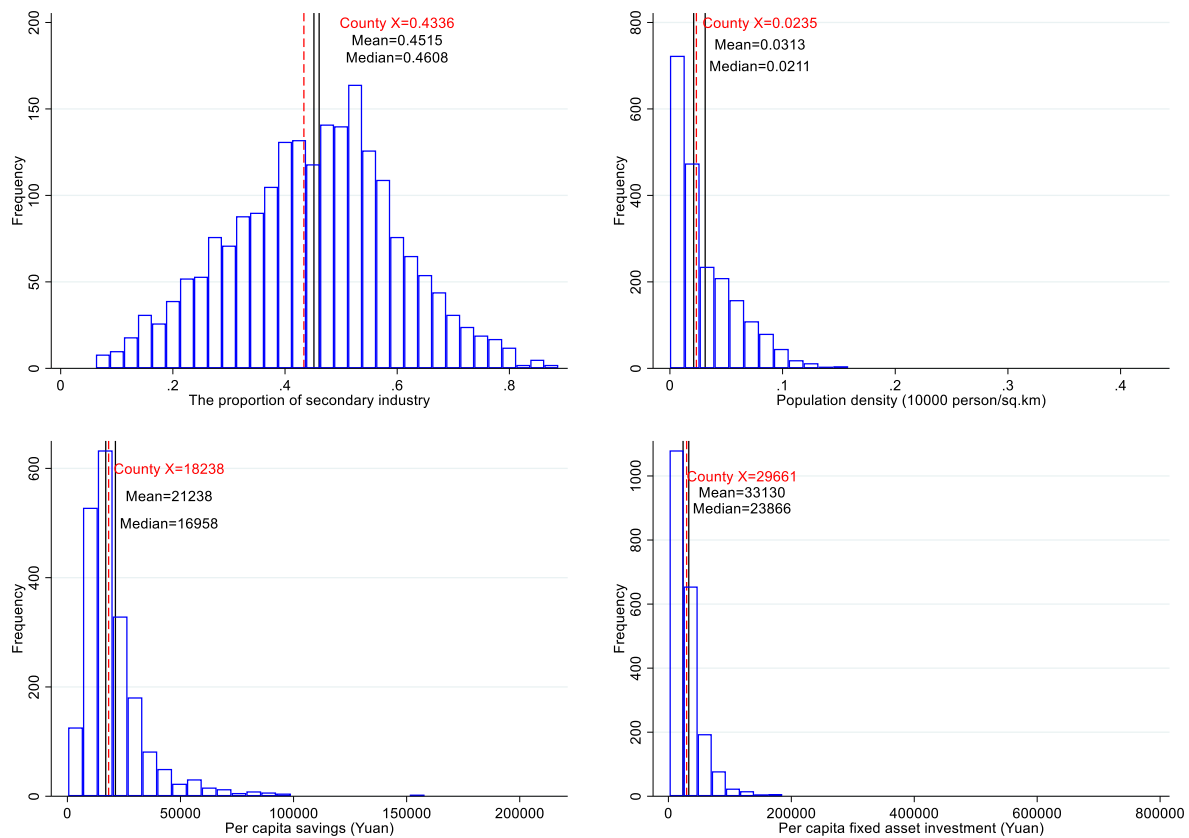 County X=0.4336
Mean=0.4515
Median=0.4608
Frequency
0
50
100
150
200
0
.2
.4
.6
.8
The proportion of secondary industry
County X=0.0235
Mean=0.0313
Median=0.0211
Frequency
0
200
400
600
800
0
.1
.2
.3
.4
Population density (10000 person/sq.km)
County X=18238
Mean=21238
Median=16958
Frequency
0
200
400
600
0
50000
100000
150000
200000
Per capita savings (Yuan)
County X=29661
Mean=33130
Median=23866
Frequency
0
200
400
600
800
1000
0
200000
400000
600000
800000
Per capita fixed asset investment (Yuan)